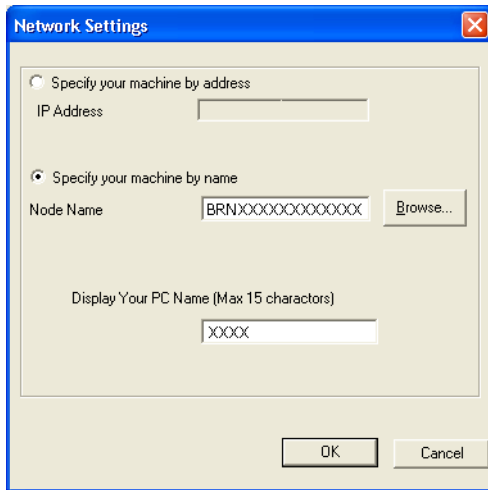 Network Settings
Specify your machine by address
IP Address
Specify your machine by name
Node Name BRNXXXXXXXXXXXX Browse...
Display Your PC Name (Max 15 charactors)
XXXX
OK Cancel